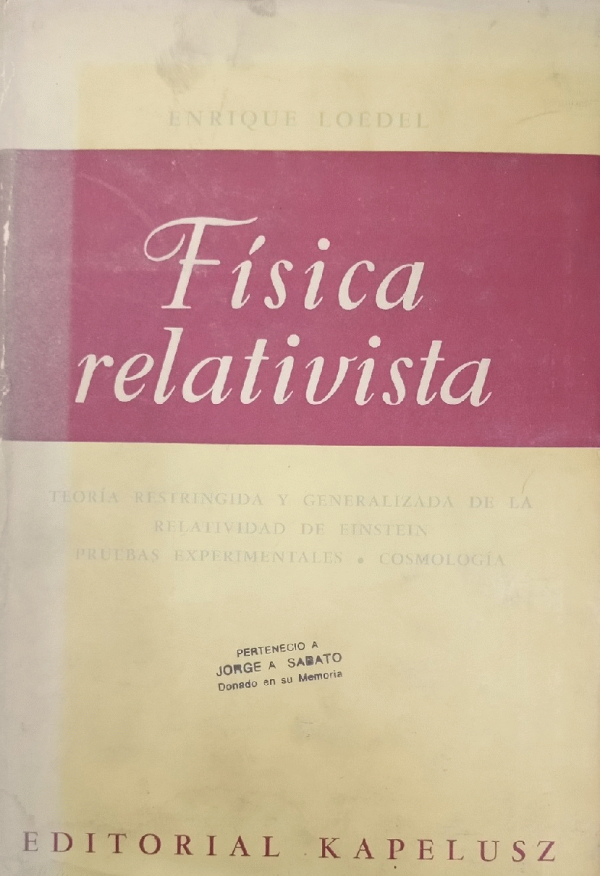 ENRIQUE LOEDEL
Física
relativista
TEORÍA RESTRINGIDA Y GENERALIZADA DE LA
RELATIVIDAD DE EINSTEIN
PRUEBAS EXPERIMENTALES • COSMOLOGÍA
PERTENECIO A
JORGE A SABATO
Donado en su Memoria
EDITORIAL KAPELUSZ